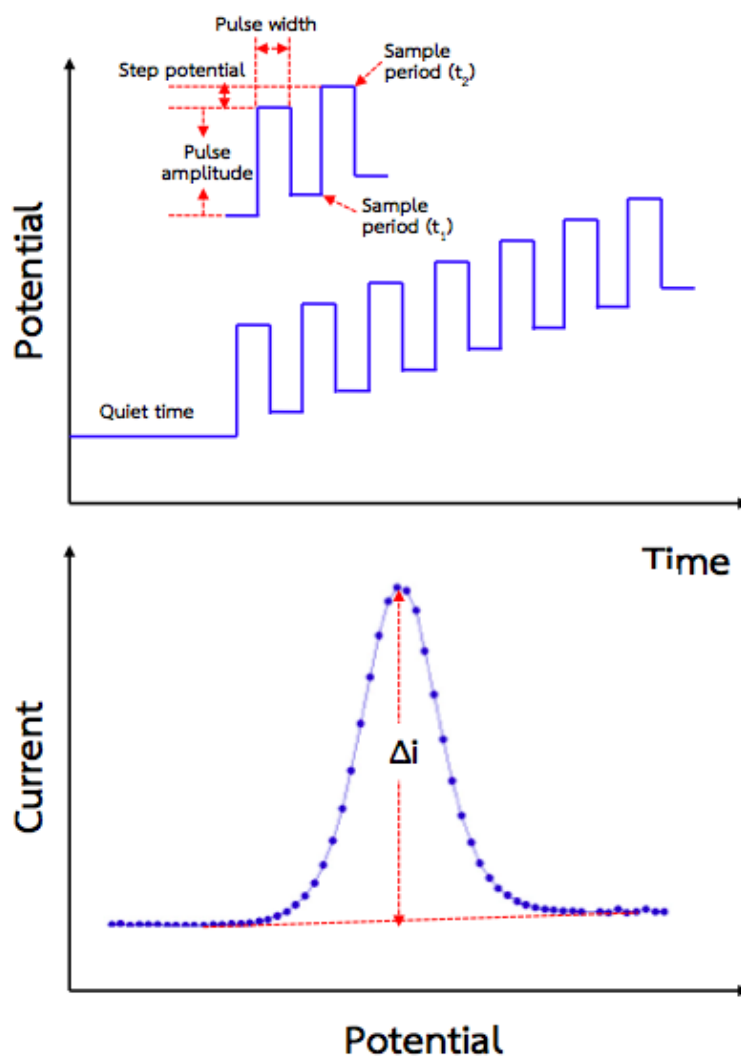 Pulse width
Step potential
Sample
period (t₂)
Pulse
amplitude
Sample
period (t₁)
Potential
Quiet time
Time
Current
Δi
Potential